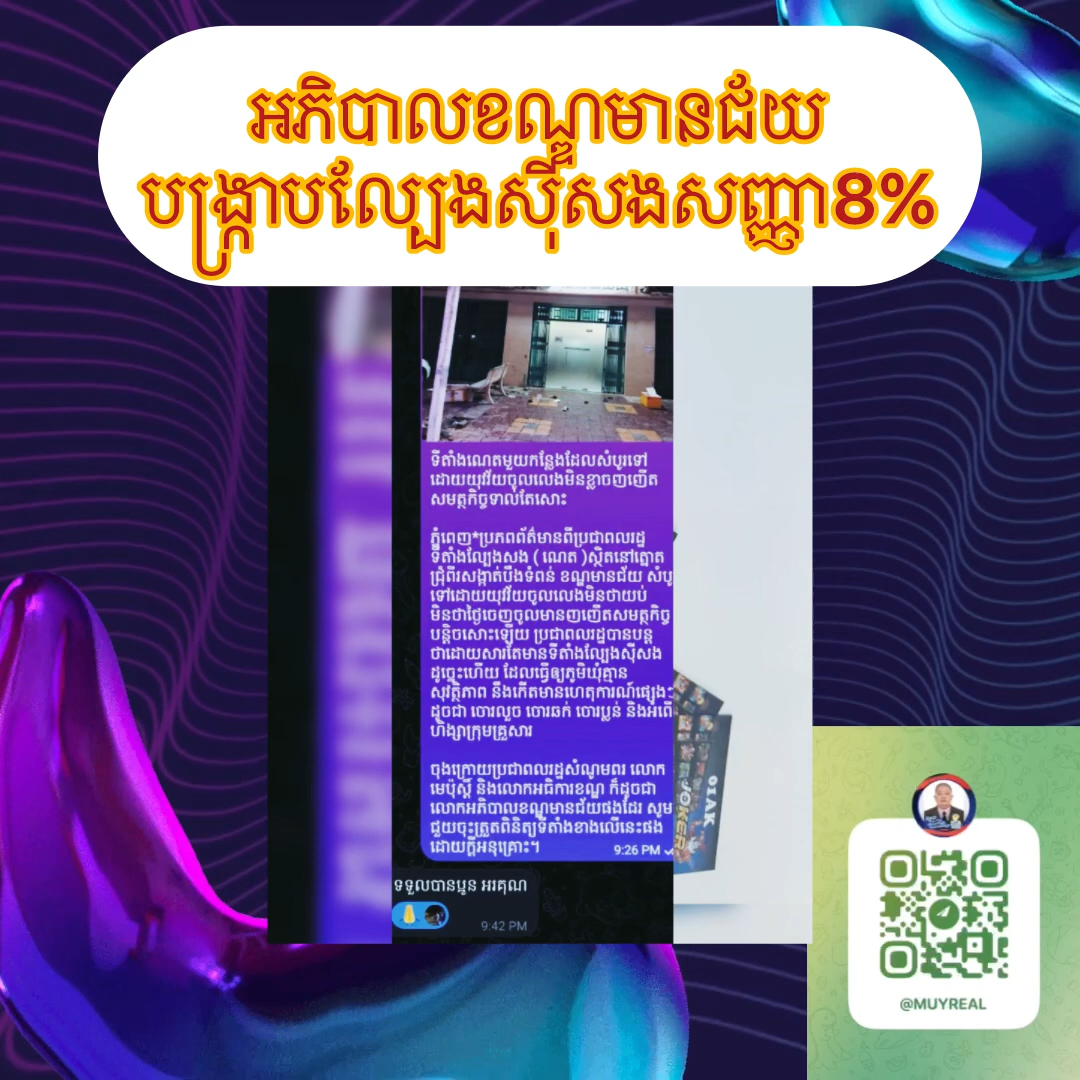 អភិបាលខណ្ឌមានជ័យ
បង្ក្រាបល្បែងស៊ីសងសញ្ញា8%
ទីតាំងណេតមួយកន្លែងដែលសំបូរទៅ
ដោយយុវវ័យចូលលេងមិនខ្លាចញញើត
សមត្ថកិច្ចទាល់តែសោះ
ភ្នំពេញ*ប្រភពព័ត៌មានពីប្រជាពលរដ្ឋ
ទីតាំងល្បែងសង ( ណេត )ស្ថិតនៅត្នោត
ជ្រុំពីរសង្កាត់បឹងទំពន់ ខណ្ឌមានជ័យ សំបូ
ទៅដោយយុវវ័យចូលលេងមិនថាយប់
មិនថាថ្ងៃចេញចូលមានញញើតសមត្ថកិច្ច
បន្តិចសោះឡើយ ប្រជាពលរដ្ឋបានបន្ត
ថាដោយសារតែមានទីតាំងល្បែងស៊ីសង
ដូច្នេះហើយ ដែលធ្វើឲ្យភូមិឃុំគ្មាន
សុវត្ថិភាព នឹងកើតមានហេតុការណ៍ផ្សេងៗ
ដូចជា ចោរលួច ចោរឆក់ ចោរប្លន់ និងអំពើ
ហិង្សាក្រុមគ្រួសារ
ចុងក្រោយប្រជាពលរដ្ឋសំណូមពរ លោក
មេប៉ុស្តិ៍ និងលោកអធិការខណ្ឌ ក៏ដូចជា
លោកអភិបាលខណ្ឌមានជ័យផងដែរ សូម
ជួយចុះត្រួតពិនិត្យទីតាំងខាងលើនេះផង
ដោយក្តីអនុគ្រោះ។
9:26 PM
ទទួលបានប្អូន អរគុណ
9:42 PM
JOKER
@MUYREAL